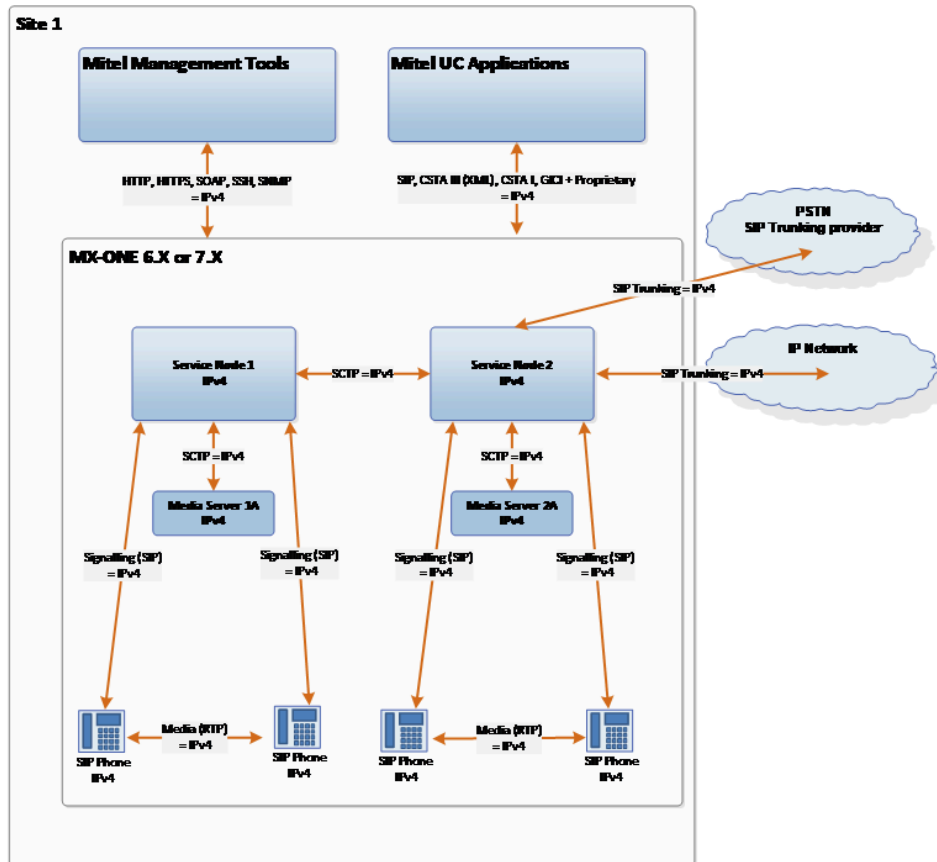 Site 1
Mitel Management Tools
Mitel UC Applications
HTTP, HTTPS, SOAP, SSH, SNMP
= IPv4
SIP, CSTA III (XML), CSTA I, GICI + Proprietary
= IPv4
PSTN
SIP Trunking provider
MX-ONE 6.X or 7.X
SIP Trunking = IPv4
Service Node 1
IPv4
SCTP = IPv4
Service Node 2
IPv4
SIP Trunking = IPv4
IP Network
SCTP = IPv4
SCTP = IPv4
Media Server 1A
IPv4
Media Server 2A
IPv4
Signalling (SIP)
= IPv4
Signalling (SIP)
= IPv4
Signalling (SIP)
= IPv4
Signalling (SIP)
= IPv4
Media (RTP)
= IPv4
Media (RTP)
= IPv4
SIP Phone
IPv4
SIP Phone
IPv4
SIP Phone
IPv4
SIP Phone
IPv4